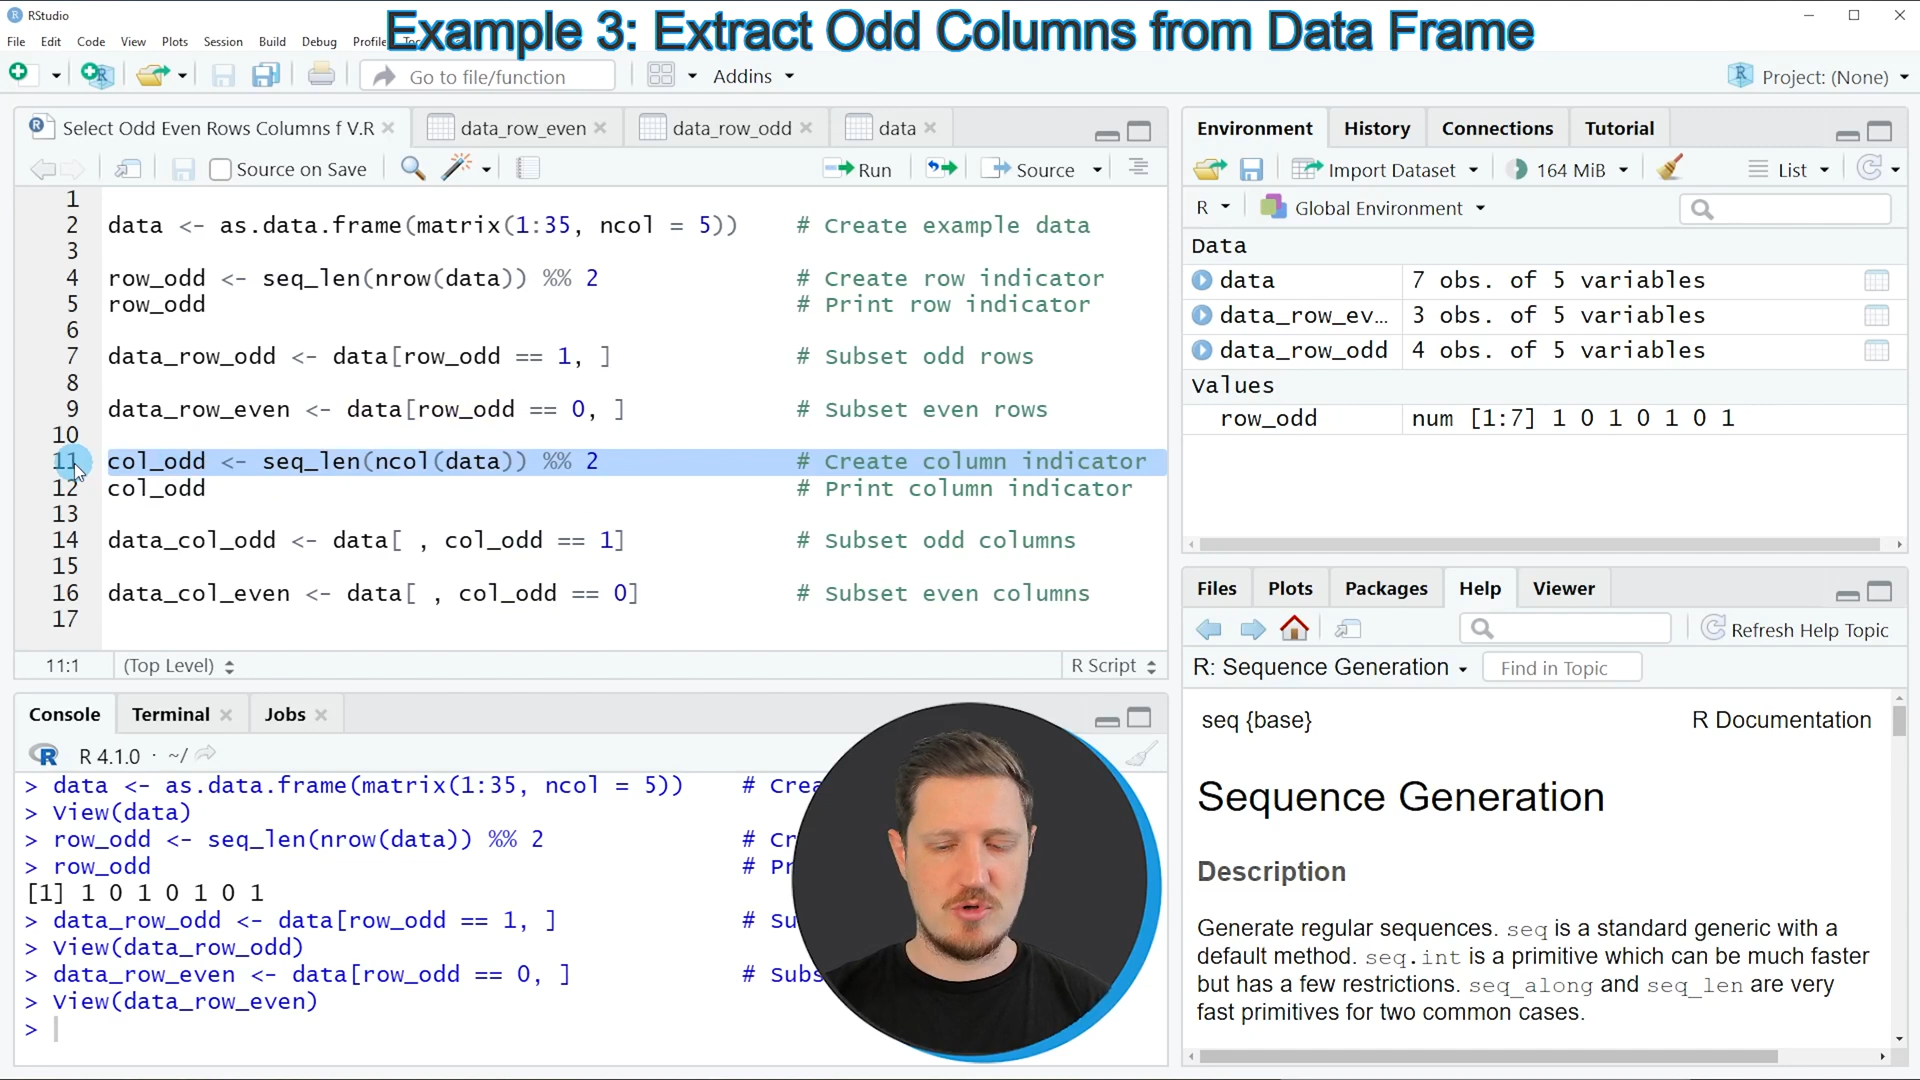 RStudio
Example 3: Extract Odd Columns from Data Frame
File Edit Code View Plots Session Build Debug Profile
Go to file/function Addins Project: (None)
Select Odd Even Rows Columns f V.R data_row_even data_row_odd data
Source on Save Run Source
1
2 data <- as.data.frame(matrix(1:35, ncol = 5)) # Create example data
3
4 row_odd <- seq_len(nrow(data)) %% 2 # Create row indicator
5 row_odd # Print row indicator
6
7 data_row_odd <- data[row_odd == 1, ] # Subset odd rows
8
9 data_row_even <- data[row_odd == 0, ] # Subset even rows
10
11 col_odd <- seq_len(ncol(data)) %% 2 # Create column indicator
12 col_odd # Print column indicator
13
14 data_col_odd <- data[ , col_odd == 1] # Subset odd columns
15
16 data_col_even <- data[ , col_odd == 0] # Subset even columns
17
11:1 (Top Level) R Script
Console Terminal Jobs
R 4.1.0 · ~/
> data <- as.data.frame(matrix(1:35, ncol = 5)) # Crea
> View(data)
> row_odd <- seq_len(nrow(data)) %% 2 # Cr
> row_odd # Pr
[1] 1 0 1 0 1 0 1
> data_row_odd <- data[row_odd == 1, ] # Su
> View(data_row_odd)
> data_row_even <- data[row_odd == 0, ] # Subs
> View(data_row_even)
>
Environment History Connections Tutorial
Import Dataset 164 MiB List
R Global Environment
Data
data 7 obs. of 5 variables
data_row_ev… 3 obs. of 5 variables
data_row_odd 4 obs. of 5 variables
Values
row_odd num [1:7] 1 0 1 0 1 0 1
Files Plots Packages Help Viewer
Refresh Help Topic
R: Sequence Generation Find in Topic
seq {base} R Documentation
Sequence Generation
Description
Generate regular sequences. seq is a standard generic with a
default method. seq.int is a primitive which can be much faster
but has a few restrictions. seq_along and seq_len are very
fast primitives for two common cases.